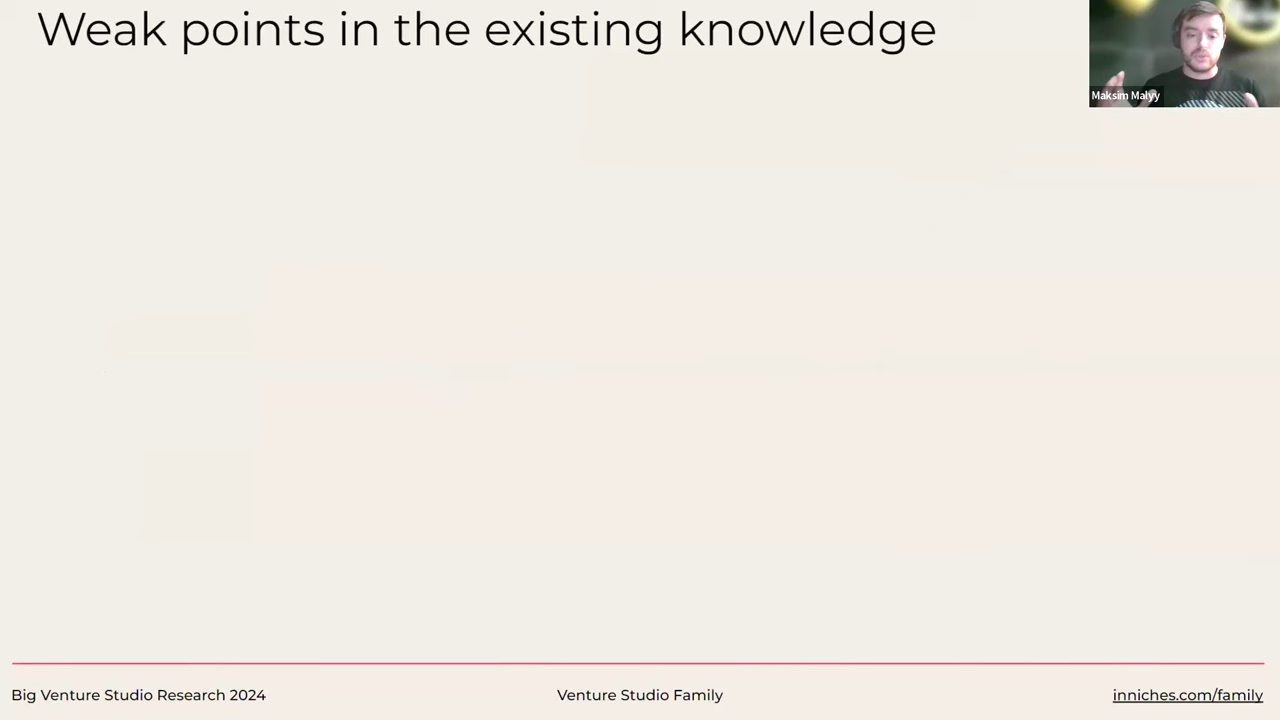 Weak points in the existing knowledge
Maksim Malyy
Big Venture Studio Research 2024
Venture Studio Family
inniches.com/family